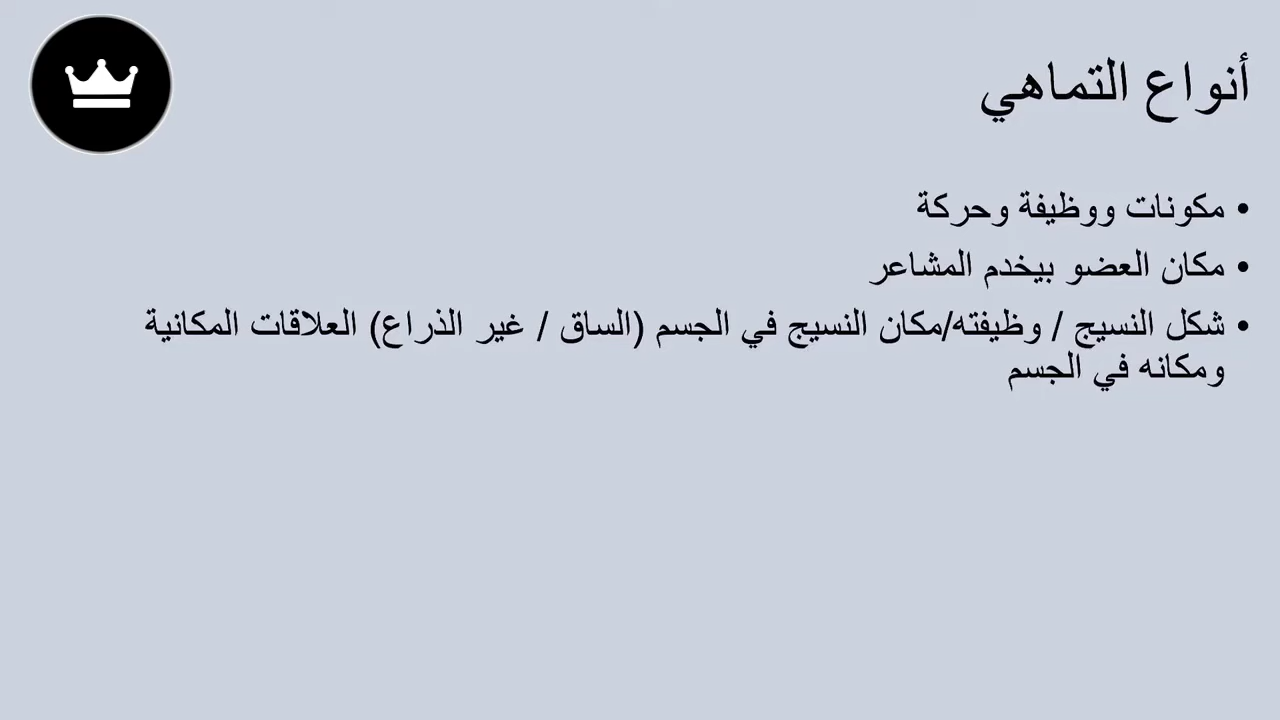 أنواع التماهي
• مكونات ووظيفة وحركة
• مكان العضو بيخدم المشاعر
• شكل النسيج / وظيفته/مكان النسيج في الجسم (الساق / غير الذراع) العلاقات المكانية
ومكانه في الجسم